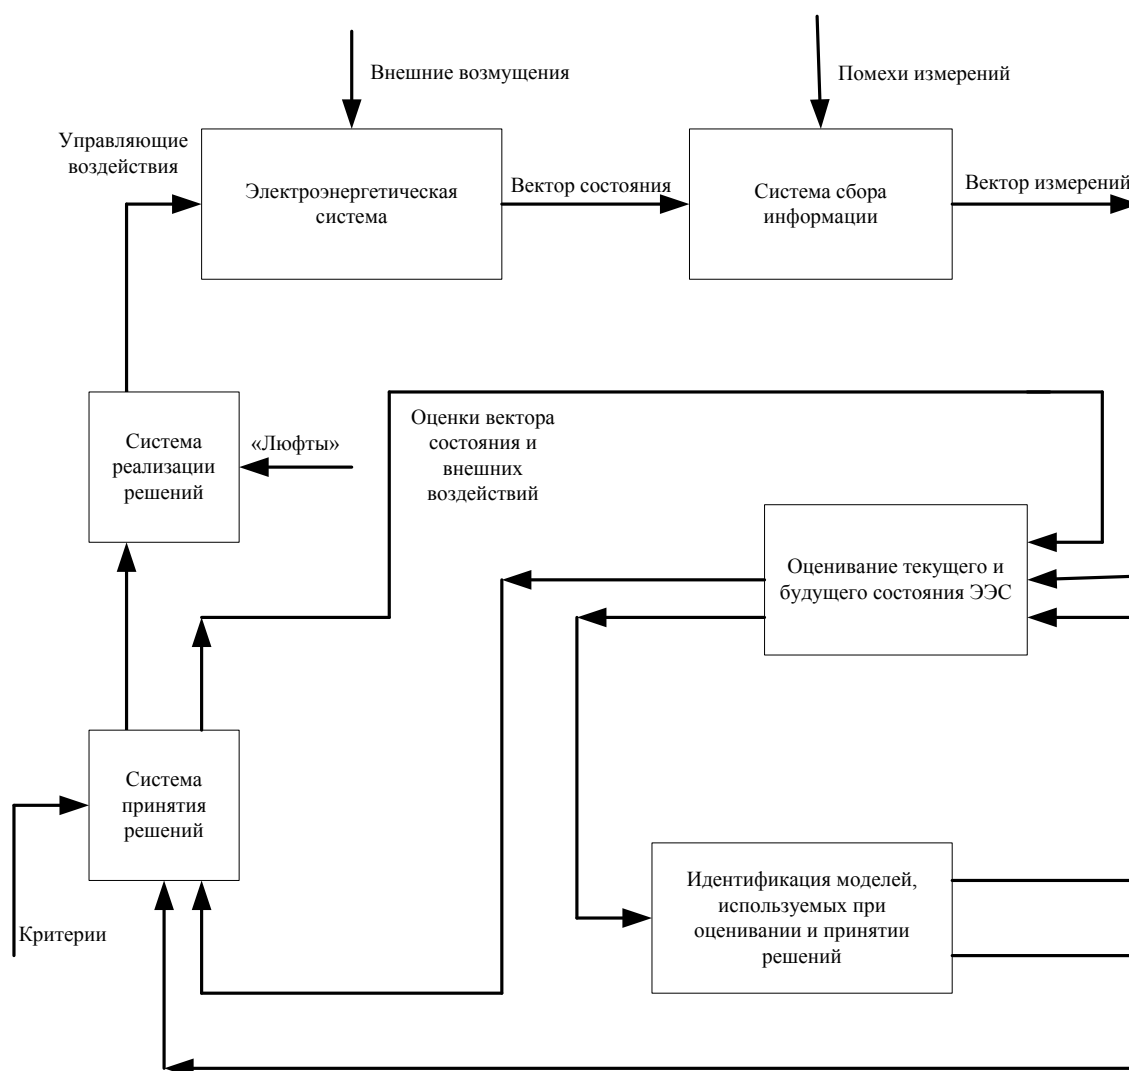 Внешние возмущения
Помехи измерений
Управляющие
воздействия
Электроэнергетическая
система
Вектор состояния
Система сбора
информации
Вектор измерений
Система
реализации
решений
«Люфты»
Оценки вектора
состояния и
внешних
воздействий
Оценивание текущего и
будущего состояния ЭЭС
Система
принятия
решений
Критерии
Идентификация моделей,
используемых при
оценивании и принятии
решений